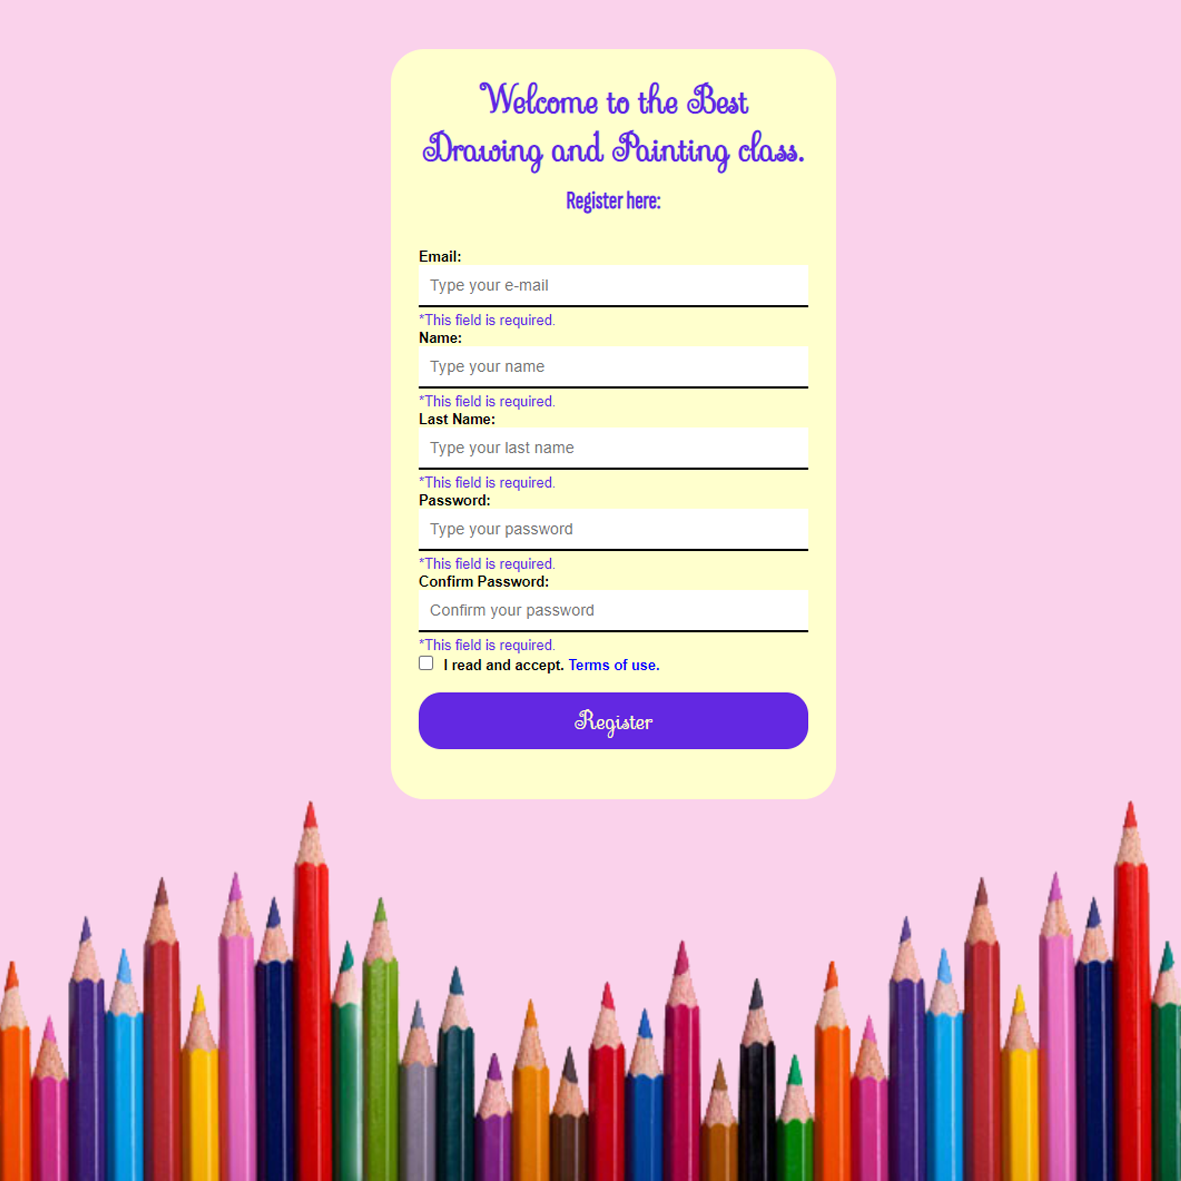 Welcome to the Best
Drawing and Painting class.
Register here:
Email:
Type your e-mail
*This field is required.
Name:
Type your name
*This field is required.
Last Name:
Type your last name
*This field is required.
Password:
Type your password
*This field is required.
Confirm Password:
Confirm your password
*This field is required.
I read and accept. Terms of use.
Register